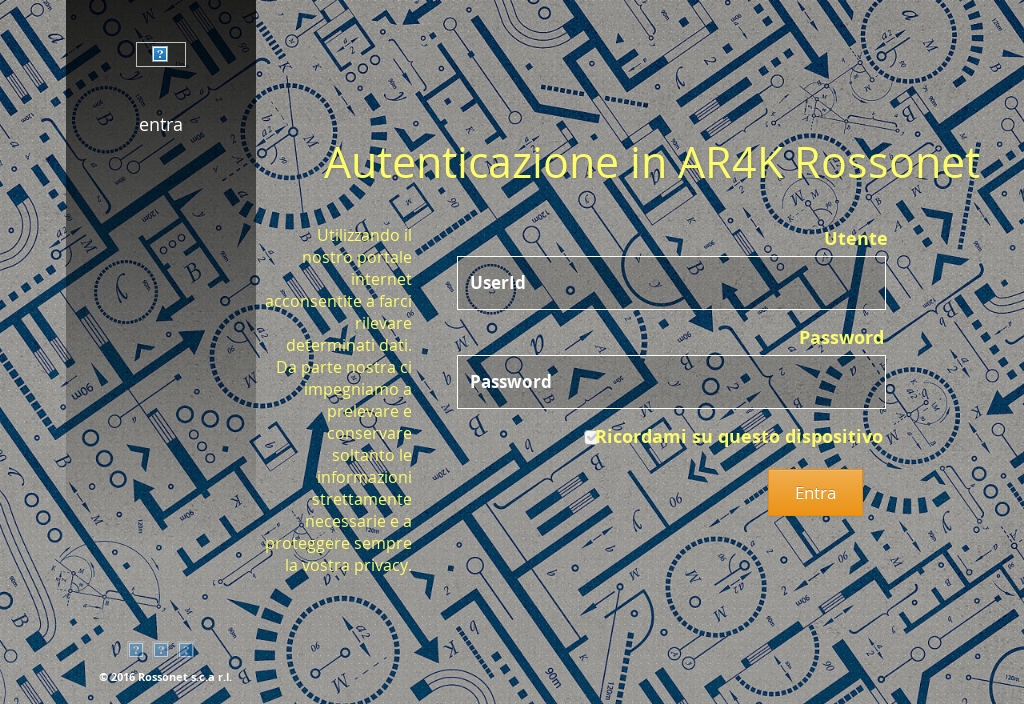 entra
Autenticazione in AR4K Rossonet
Utilizzando il
nostro portale
internet
acconsentite a farci
rilevare
determinati dati.
Da parte nostra ci
impegniamo a
prelevare e
conservare
soltanto le
informazioni
strettamente
necessarie e a
proteggere sempre
la vostra privacy.
Utente
UserId
Password
Password
Ricordami su questo dispositivo
Entra
© 2016 Rossonet s.c.a r.l.